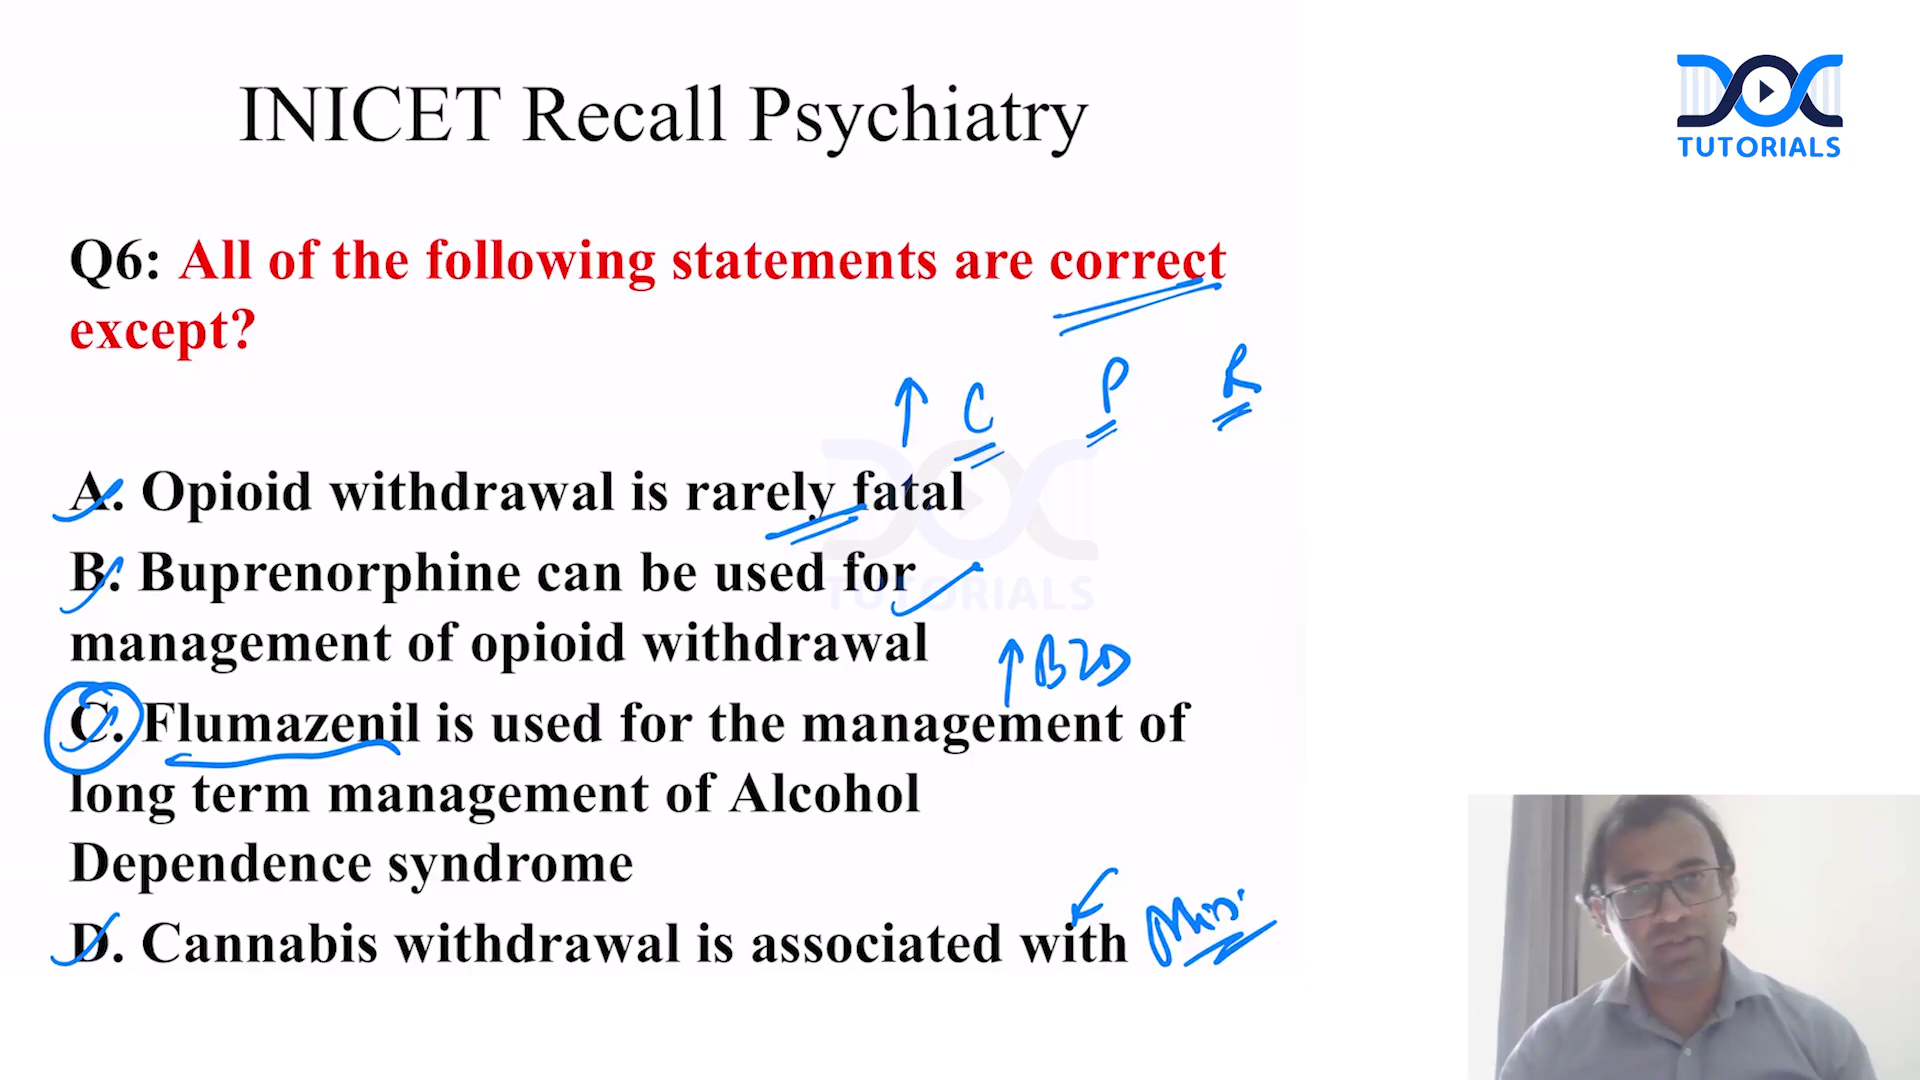 INICET Recall Psychiatry
DOC
TUTORIALS
Q6: All of the following statements are correct
except?
↑ C P R
A. Opioid withdrawal is rarely fatal
B. Buprenorphine can be used for
management of opioid withdrawal
↑ BZD
C. Flumazenil is used for the management of
long term management of Alcohol
Dependence syndrome
D. Cannabis withdrawal is associated with
TUTORIALS